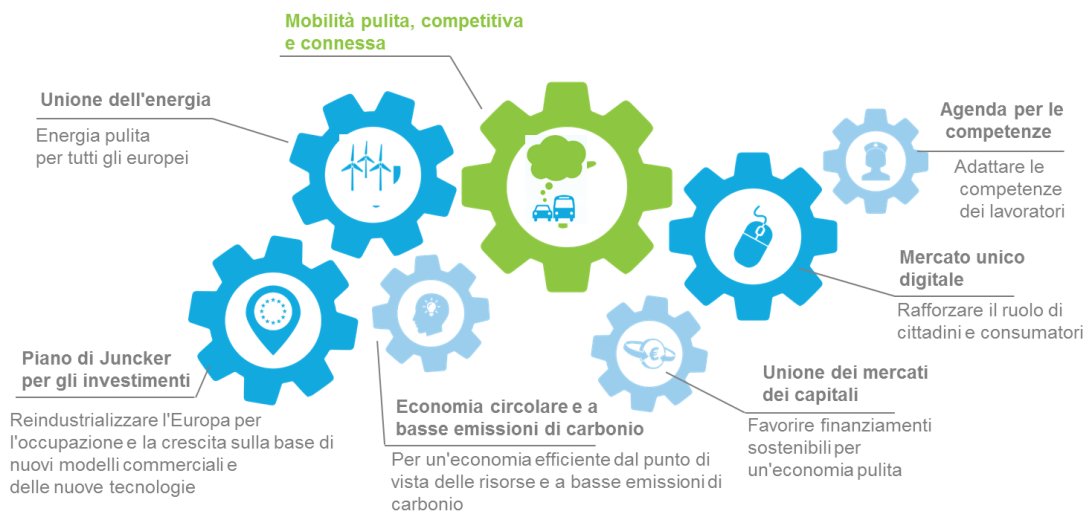 Mobilità pulita, competitiva
e connessa
Unione dell'energia
Energia pulita
per tutti gli europei
Agenda per le
competenze
Adattare le
competenze
dei lavoratori
Mercato unico
digitale
Rafforzare il ruolo di
cittadini e consumatori
Piano di Juncker
per gli investimenti
Reindustrializzare l'Europa per
l'occupazione e la crescita sulla base di
nuovi modelli commerciali e
delle nuove tecnologie
Economia circolare e a
basse emissioni di carbonio
Per un'economia efficiente dal punto di
vista delle risorse e a basse emissioni di
carbonio
Unione dei mercati
dei capitali
Favorire finanziamenti
sostenibili per
un'economia pulita
€